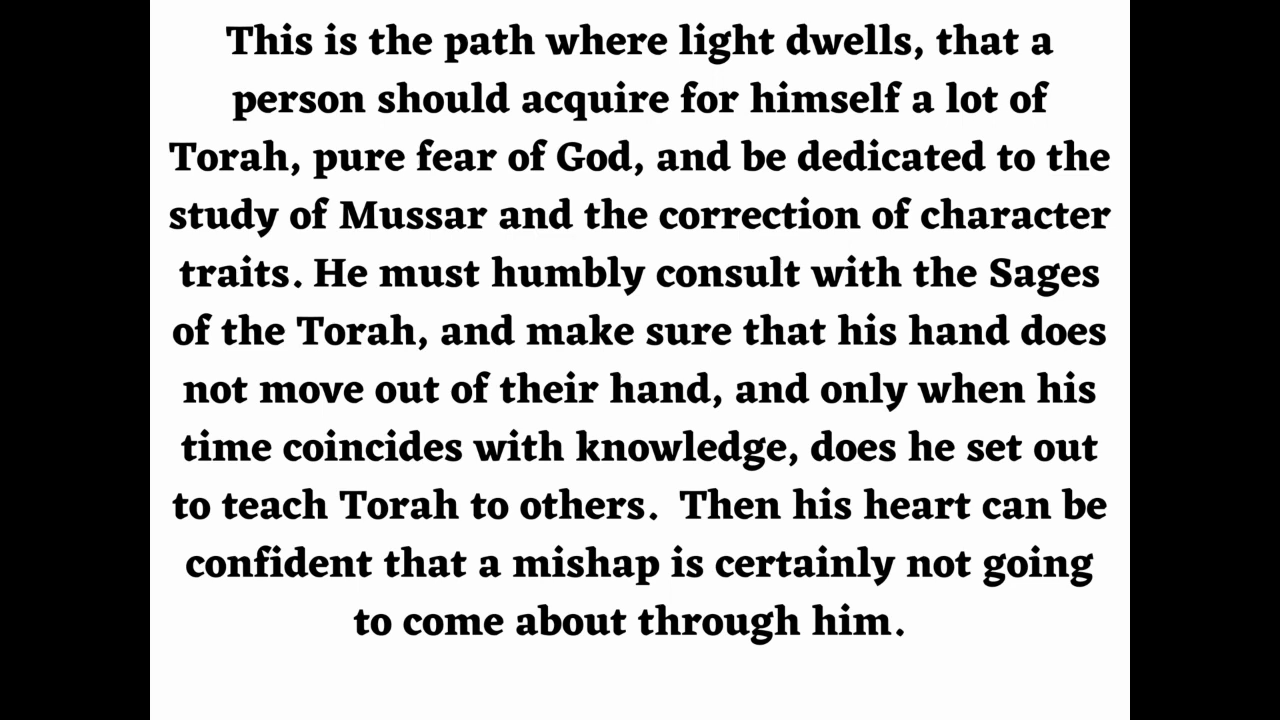 This is the path where light dwells, that a
person should acquire for himself a lot of
Torah, pure fear of God, and be dedicated to the
study of Mussar and the correction of character
traits. He must humbly consult with the Sages
of the Torah, and make sure that his hand does
not move out of their hand, and only when his
time coincides with knowledge, does he set out
to teach Torah to others.  Then his heart can be
confident that a mishap is certainly not going
to come about through him.